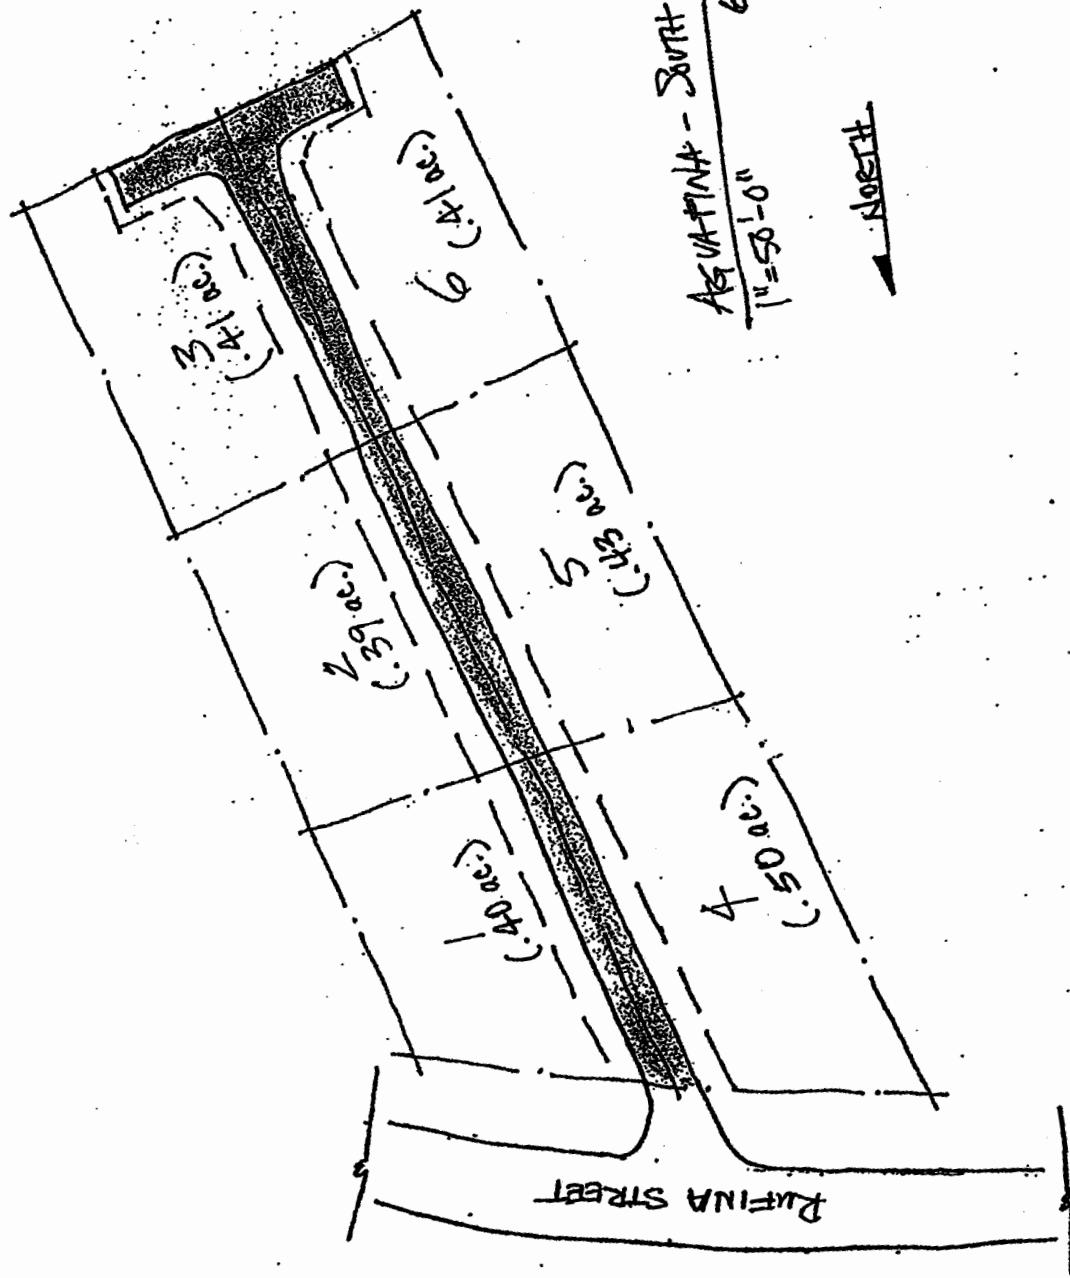 AGUAFINA - SOUTH
1"=50'-0"
NORTH
3
(.41 ac.)
6 (.41 ac.)
2
(.39 ac.)
5
(.43 ac.)
1
(.40 ac.)
4
(.50 ac.)
RUFINA STREET